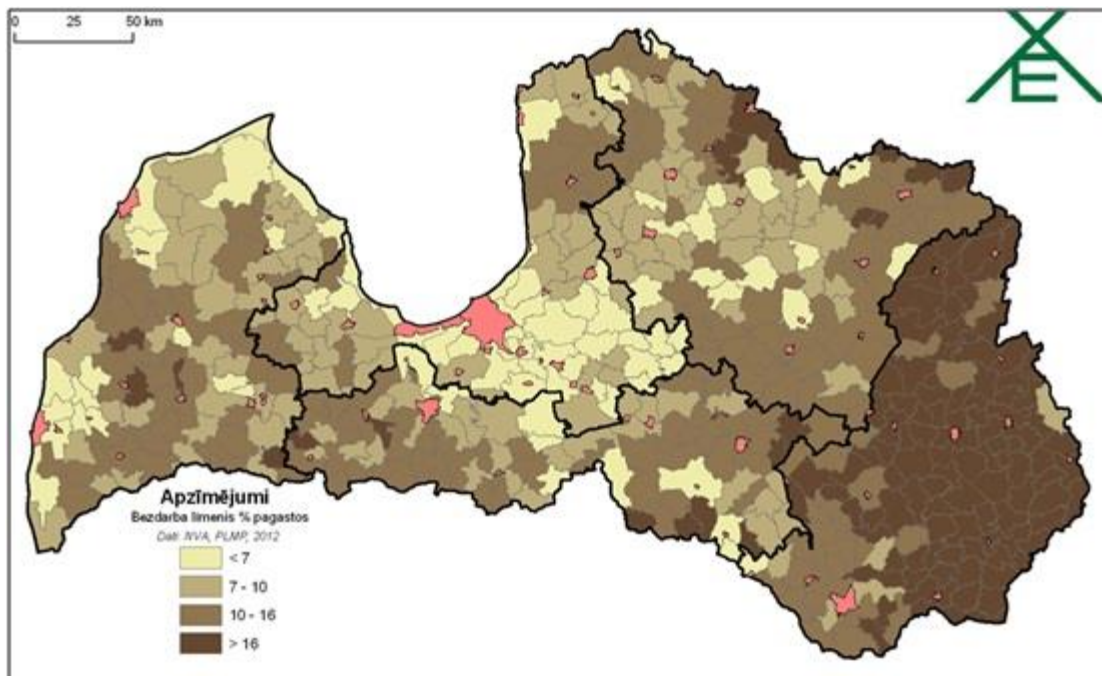 0 25 50 km
Apzīmējumi
Bezdarba līmenis % pagastos
Dati: NVA, PLMP, 2012
< 7
7 - 10
10 - 16
> 16